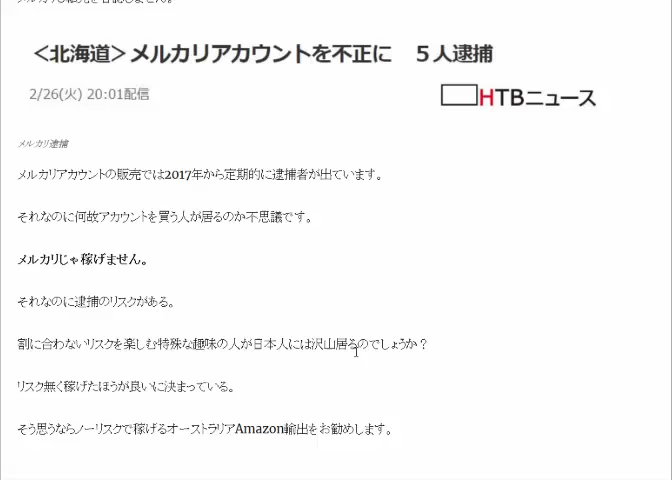 ＜北海道＞メルカリアカウントを不正に　５人逮捕
2/26(火) 20:01配信
HTBニュース
メルカリ逮捕
メルカリアカウントの販売では2017年から定期的に逮捕者が出ています。
それなのに何故アカウントを買う人が居るのか不思議です。
メルカリじゃ稼げません。
それなのに逮捕のリスクがある。
割に合わないリスクを楽しむ特殊な趣味の人が日本人には沢山居るのでしょうか？
リスク無く稼げたほうが良いに決まっている。
そう思うならノーリスクで稼げるオーストラリアAmazon輸出をお勧めします。